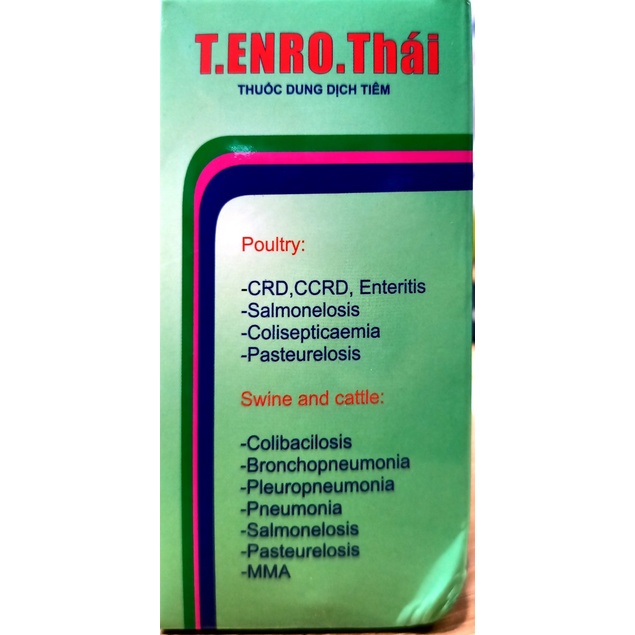 T.ENRO.Thái
THUỐC DUNG DỊCH TIÊM
Poultry:
-CRD,CCRD, Enteritis
-Salmonelosis
-Colisepticaemia
-Pasteurelosis
Swine and cattle:
-Colibacilosis
-Bronchopneumonia
-Pleuropneumonia
-Pneumonia
-Salmonelosis
-Pasteurelosis
-MMA